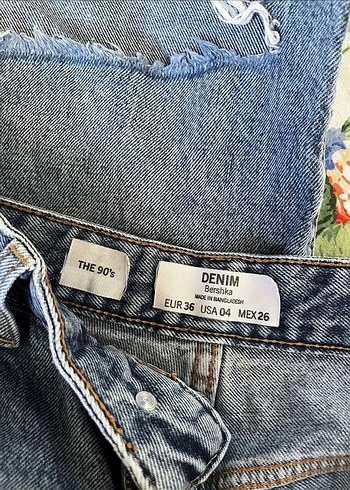 THE 90's
DENIM
Bershka
MADE IN BANGLADESH
EUR 36 USA 04 MEX 26